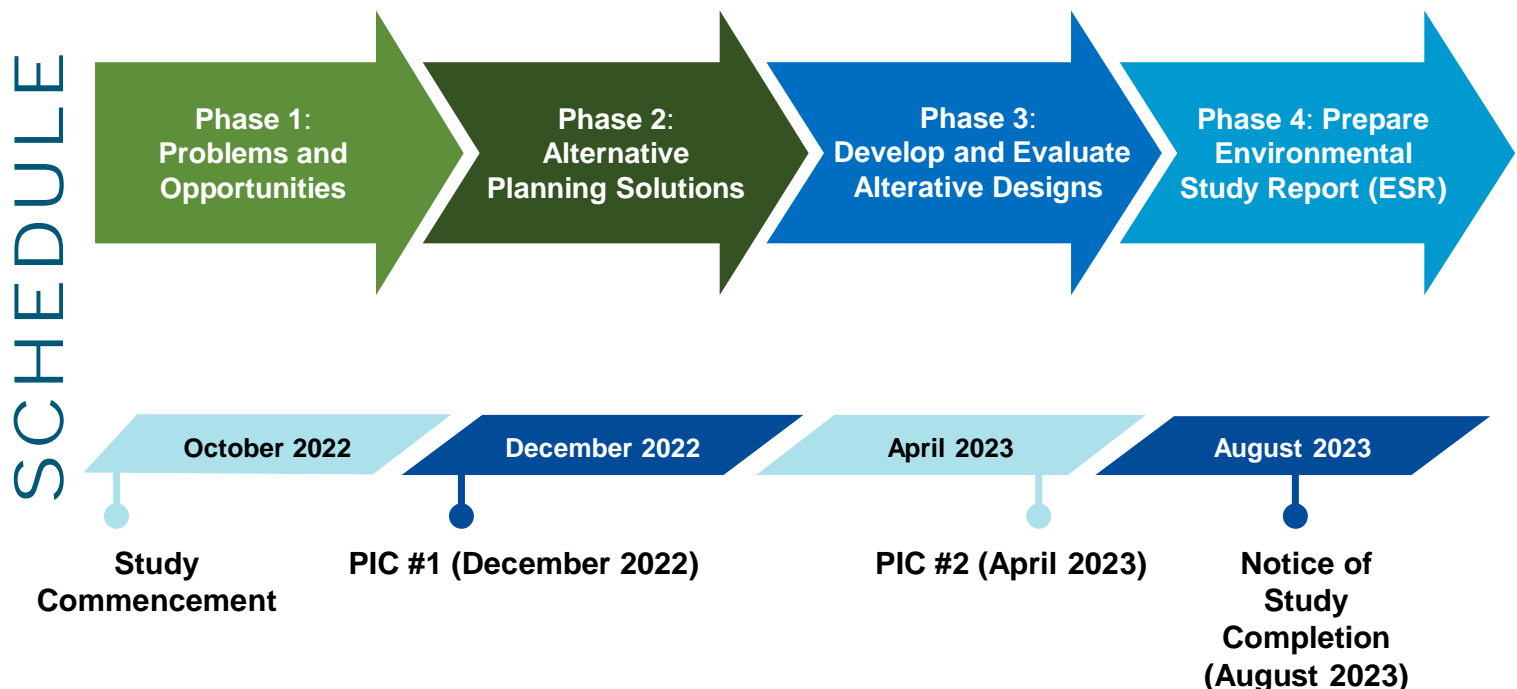 SCHEDULE
Phase 1:
Problems and
Opportunities
Phase 2:
Alternative
Planning Solutions
Phase 3:
Develop and Evaluate
Alterative Designs
Phase 4: Prepare
Environmental
Study Report (ESR)
October 2022
December 2022
April 2023
August 2023
Study
Commencement
PIC #1 (December 2022)
PIC #2 (April 2023)
Notice of
Study
Completion
(August 2023)